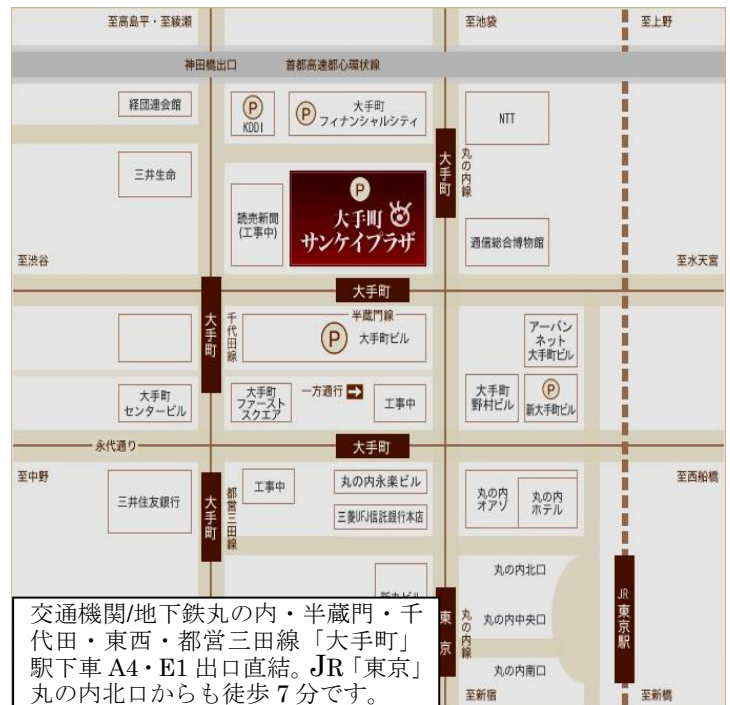 至高島平・至綾瀬
至池袋
至上野
神田橋出口
首都高速都心環状線
経団連会館
P
KDDI
P
大手町
フィナンシャルシティ
NTT
三井生命
大手町
丸の内線
読売新聞
(工事中)
P
大手町
サンケイプラザ
通信総合博物館
至渋谷
至水天宮
大手町
大手町
千代田線
半蔵門線
P
大手町ビル
アーバン
ネット
大手町ビル
大手町
センタービル
大手町
ファースト
スクエア
一方通行
工事中
大手町
野村ビル
P
新大手町ビル
永代通り
大手町
至中野
至西船橋
三井住友銀行
大手町
都営三田線
工事中
丸の内永楽ビル
三菱UFJ信託銀行本店
丸の内
オアゾ
丸の内
ホテル
丸の内北口
丸の内中央口
丸の内南口
東京
丸の内線
JR東京駅
至新宿
至新橋
交通機関/地下鉄丸の内・半蔵門・千
代田・東西・都営三田線「大手町」
駅下車 A4・E1 出口直結。JR「東京」
丸の内北口からも徒歩 7 分です。